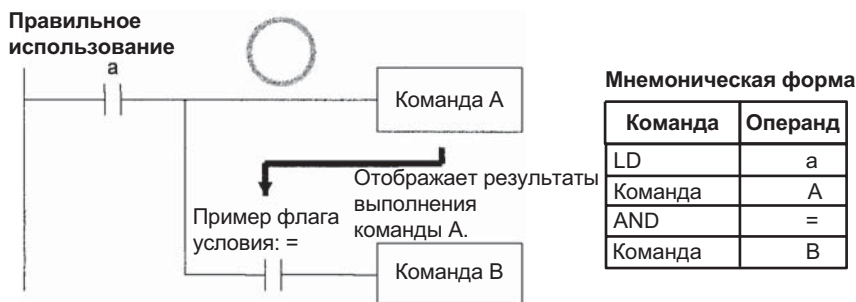 Правильное
использование
a
Команда A
Отображает результаты
выполнения
команды A.
Пример флага
условия: =
Команда B
Мнемоническая форма
Команда Операнд
LD a
Команда A
AND =
Команда B